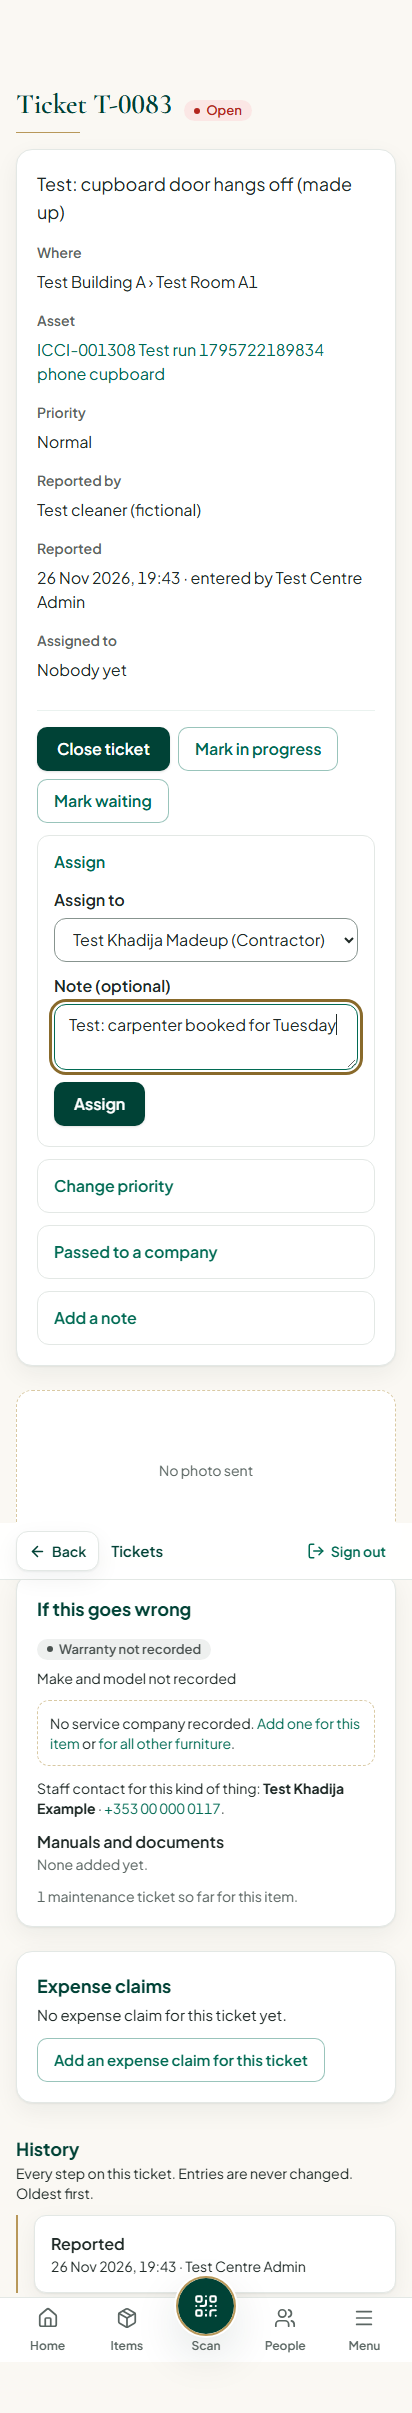 Ticket T-0083
Open
Test: cupboard door hangs off (made
up)
Where
Test Building A › Test Room A1
Asset
ICCI-001308 Test run 1795722189834
phone cupboard
Priority
Normal
Reported by
Test cleaner (fictional)
Reported
26 Nov 2026, 19:43 · entered by Test Centre
Admin
Assigned to
Nobody yet
Close ticket
Mark in progress
Mark waiting
Assign
Assign to
Test Khadija Madeup (Contractor)
Note (optional)
Test: carpenter booked for Tuesday
Assign
Change priority
Passed to a company
Add a note
No photo sent
Back
Tickets
Sign out
If this goes wrong
Warranty not recorded
Make and model not recorded
No service company recorded. Add one for this
item or for all other furniture.
Staff contact for this kind of thing: Test Khadija
Example · +353 00 000 0117.
Manuals and documents
None added yet.
1 maintenance ticket so far for this item.
Expense claims
No expense claim for this ticket yet.
Add an expense claim for this ticket
History
Every step on this ticket. Entries are never changed.
Oldest first.
Reported
26 Nov 2026, 19:43 · Test Centre Admin
Home
Items
Scan
People
Menu